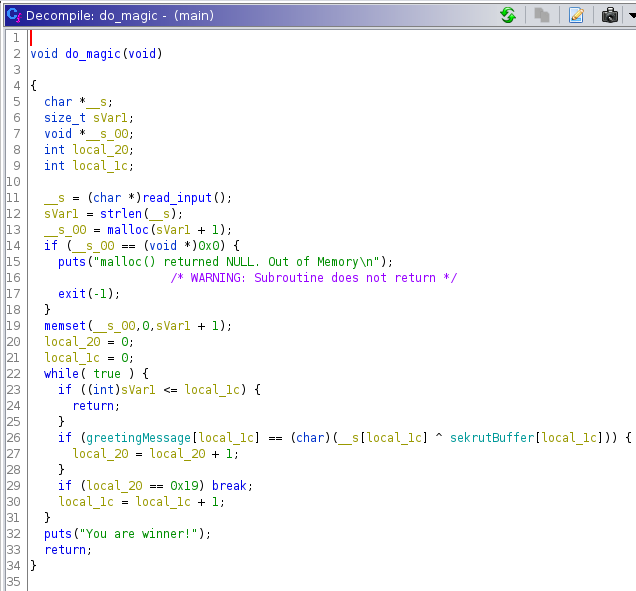 Decompile: do_magic - (main)
1
2 void do_magic(void)
3
4 {
5 char *__s;
6 size_t sVar1;
7 void *__s_00;
8 int local_20;
9 int local_1c;
10
11 __s = (char *)read_input();
12 sVar1 = strlen(__s);
13 __s_00 = malloc(sVar1 + 1);
14 if (__s_00 == (void *)0x0) {
15 puts("malloc() returned NULL. Out of Memory\n");
16 /* WARNING: Subroutine does not return */
17 exit(-1);
18 }
19 memset(__s_00,0,sVar1 + 1);
20 local_20 = 0;
21 local_1c = 0;
22 while( true ) {
23 if ((int)sVar1 <= local_1c) {
24 return;
25 }
26 if (greetingMessage[local_1c] == (char)(__s[local_1c] ^ sekrutBuffer[local_1c])) {
27 local_20 = local_20 + 1;
28 }
29 if (local_20 == 0x19) break;
30 local_1c = local_1c + 1;
31 }
32 puts("You are winner!");
33 return;
34 }
35